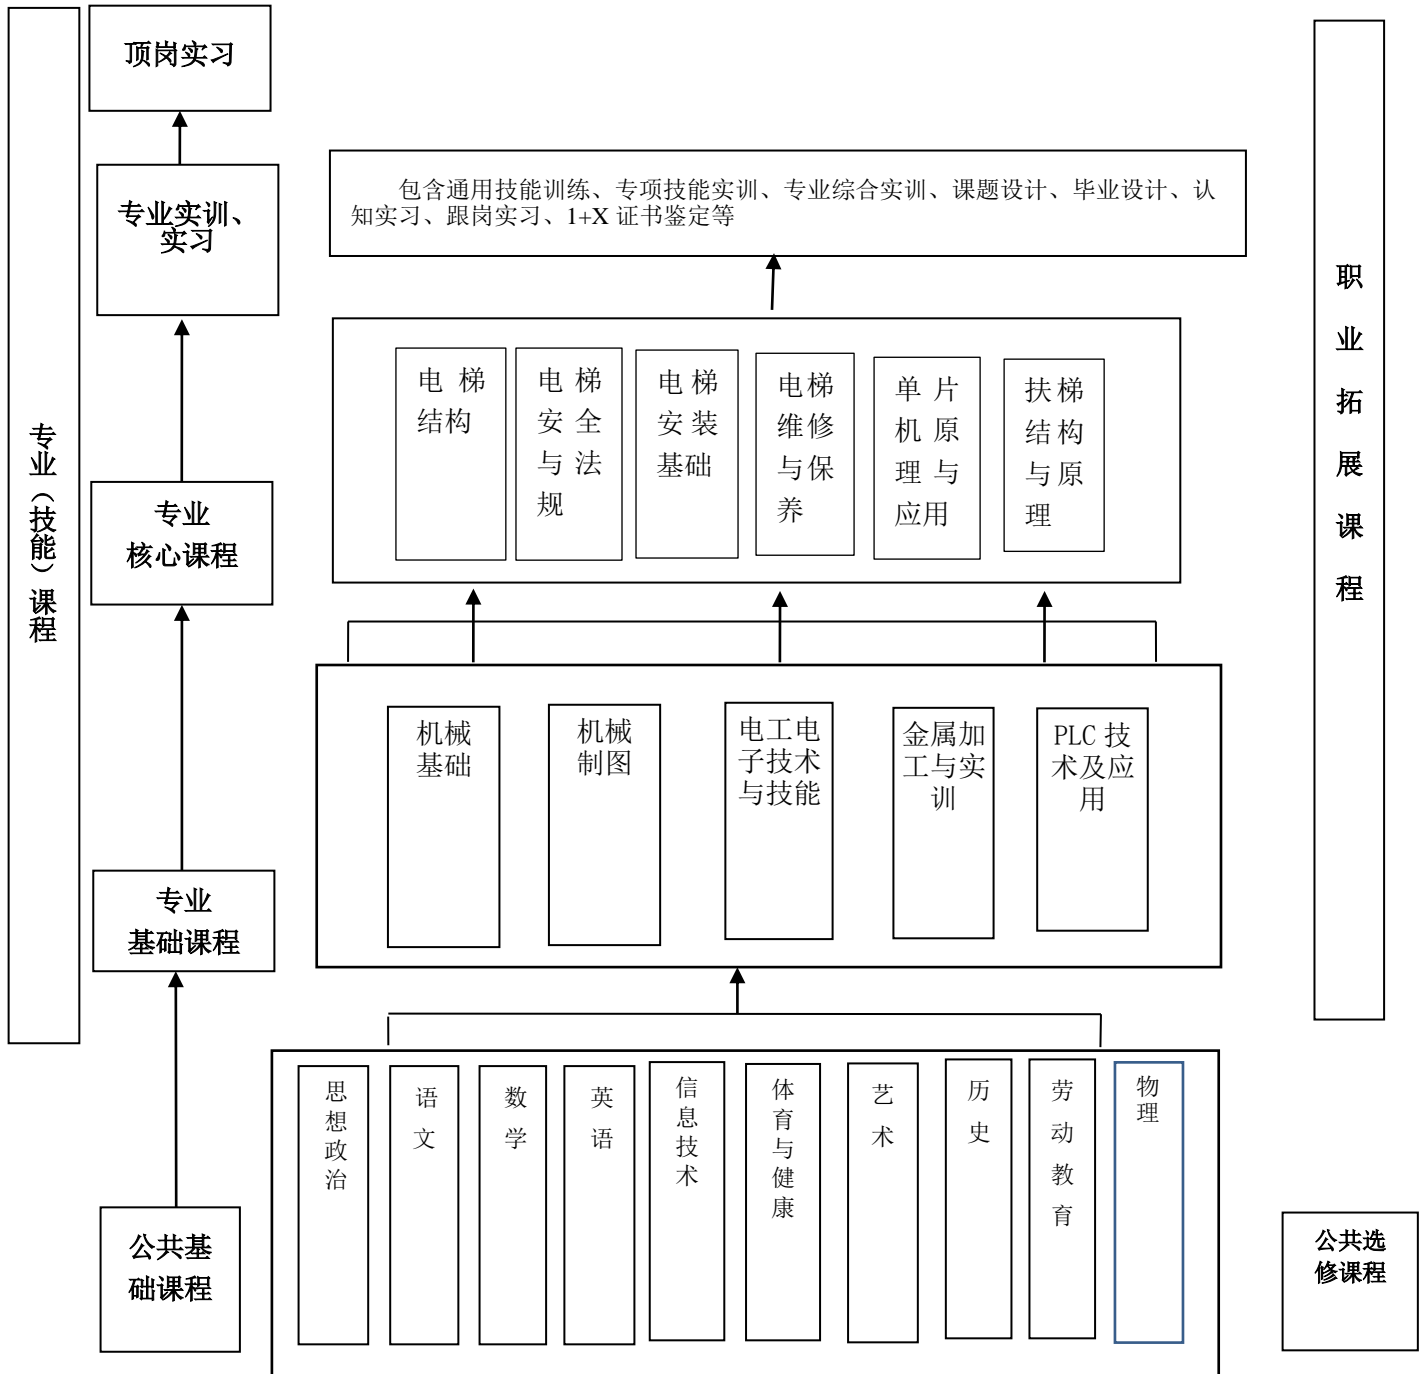 顶岗实习
专业实训、
实习
包含通用技能训练、专项技能实训、专业综合实训、课题设计、毕业设计、认
知实习、跟岗实习、1+X 证书鉴定等
专业（技能）课程
职业拓展课程
专业
核心课程
电梯
结构
电梯
安全
与法
规
电梯
安装
基础
电梯
维修
与保
养
单片
机原
理与
应用
扶梯
结构
与原
理
专业
基础课程
机械
基础
机械
制图
电工电
子技术
与技能
金属加
工与实
训
PLC 技
术及应
用
公共基
础课程
思想政治
语文
数学
英语
信息技术
体育与健康
艺术
历史
劳动教育
物理
公共选
修课程